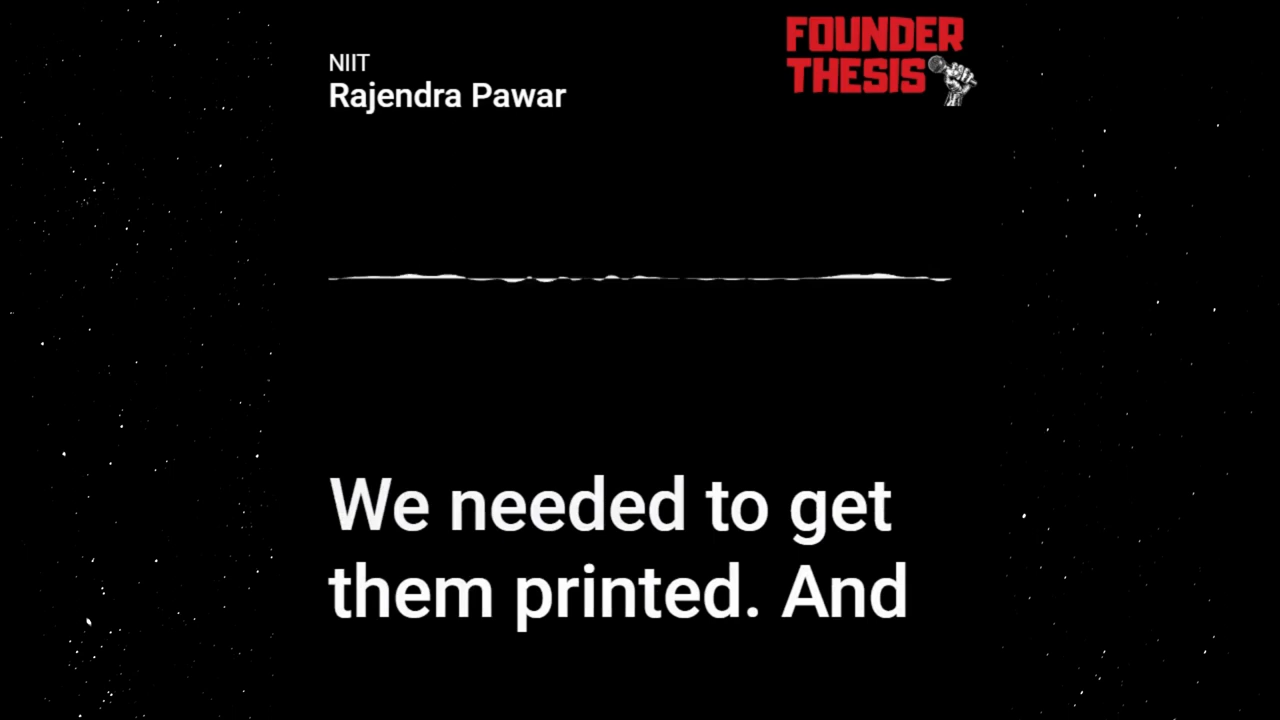 NIIT
Rajendra Pawar
FOUNDER
THESIS
We needed to get
them printed. And